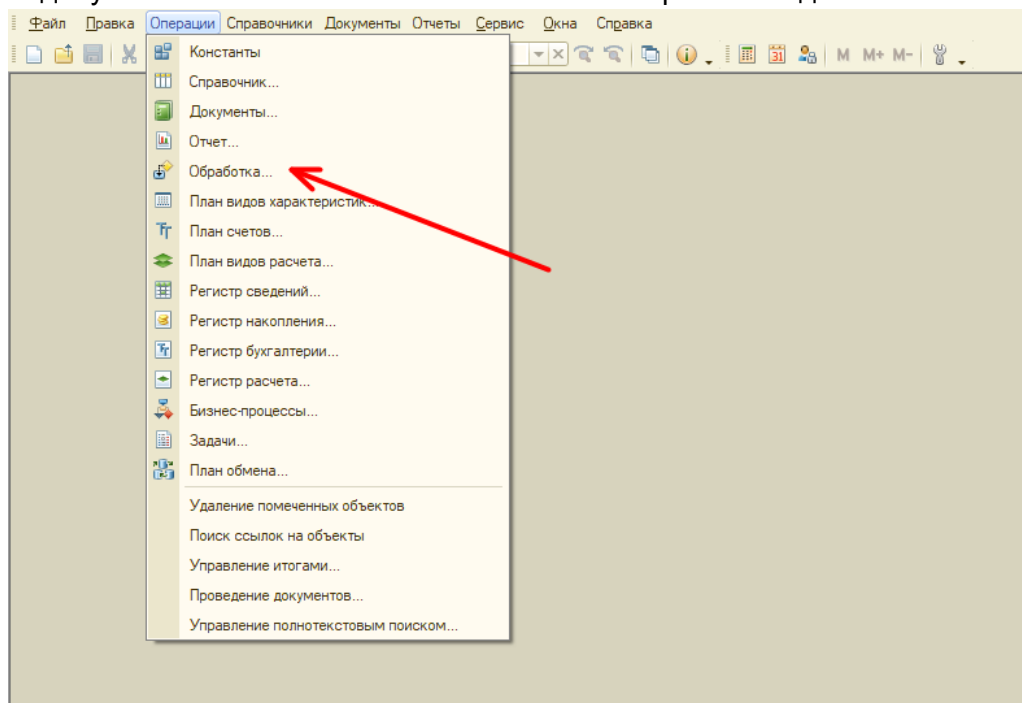 Файл Правка Операции Справочники Документы Отчеты Сервис Окна Справка
M M+ M-
31
Константы
Справочник...
Документы...
Отчет...
Обработка...
План видов характеристик...
План счетов...
План видов расчета...
Регистр сведений...
Регистр накопления...
Регистр бухгалтерии...
Регистр расчета...
Бизнес-процессы...
Задачи...
План обмена...
Удаление помеченных объектов
Поиск ссылок на объекты
Управление итогами...
Проведение документов...
Управление полнотекстовым поиском...